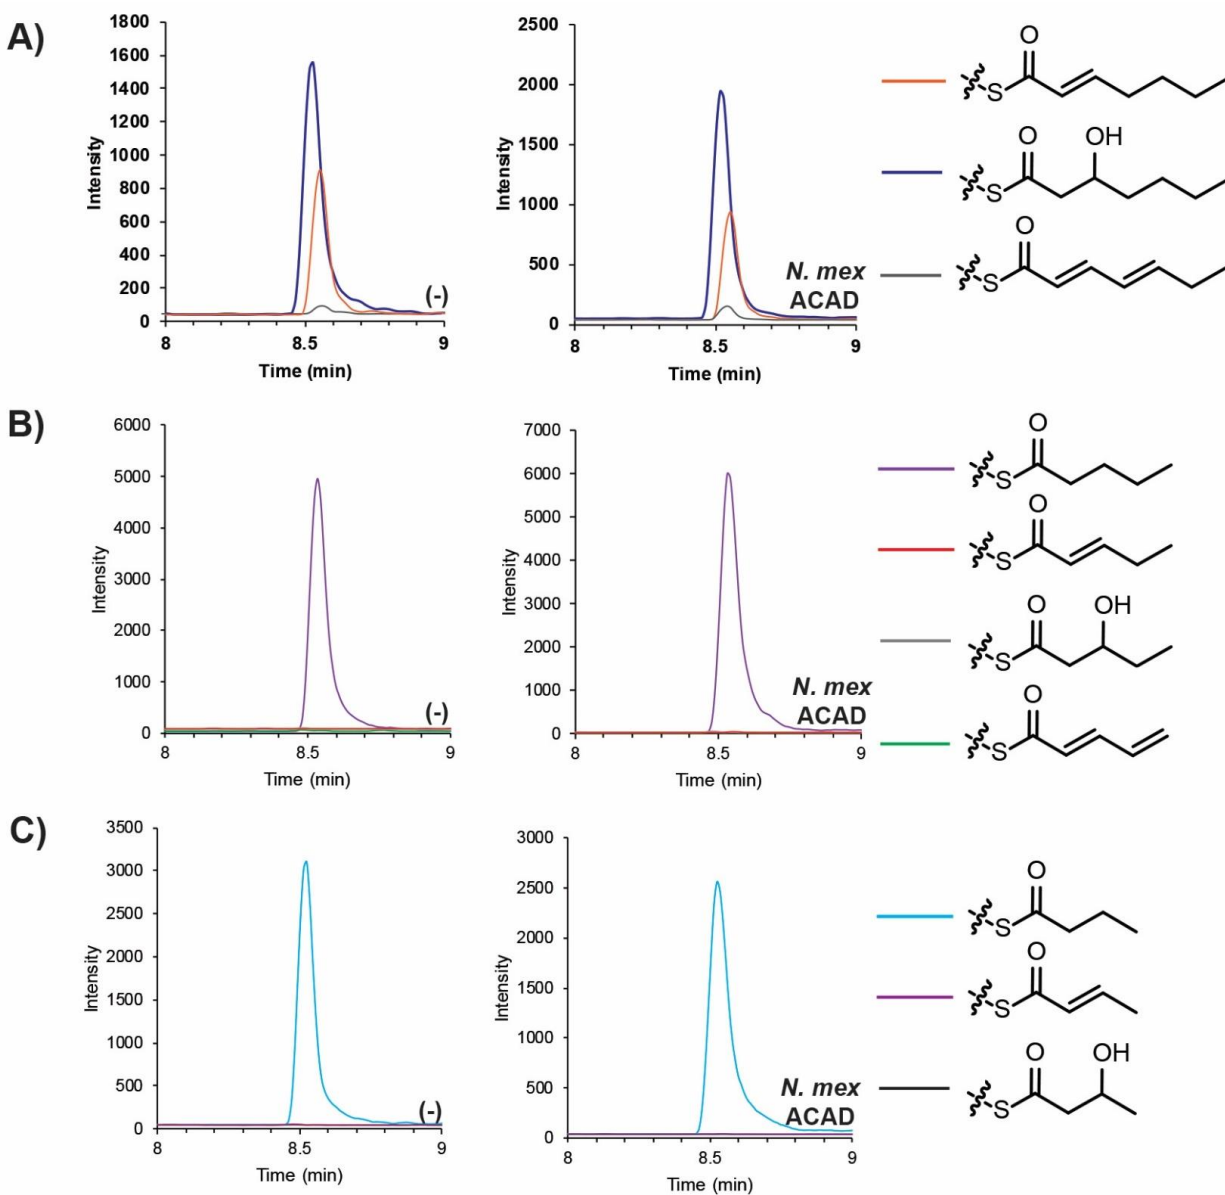 A)
1800
1600
1400
1200
1000
800
600
400
200
0
Intensity
8
8.5
9
Time (min)
(-)
2500
2000
1500
1000
500
0
Intensity
8
8.5
9
Time (min)
N. mex
ACAD
O
S
O
OH
S
O
S
B)
6000
5000
4000
3000
2000
1000
0
Intensity
8
8.5
9
Time (min)
(-)
7000
6000
5000
4000
3000
2000
1000
0
Intensity
8
8.5
9
Time (min)
N. mex
ACAD
O
S
O
S
O
OH
S
O
S
C)
3500
3000
2500
2000
1500
1000
500
0
Intensity
8
8.5
9
Time (min)
(-)
3000
2500
2000
1500
1000
500
0
Intensity
8
8.5
9
Time (min)
N. mex
ACAD
O
S
O
S
O
OH
S